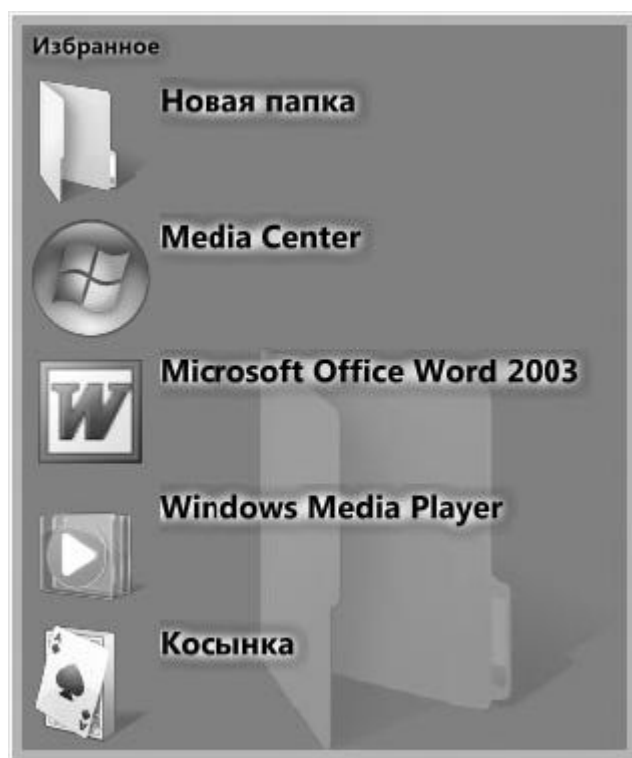 Избранное
Новая папка
Media Center
Microsoft Office Word 2003
Windows Media Player
Косынка